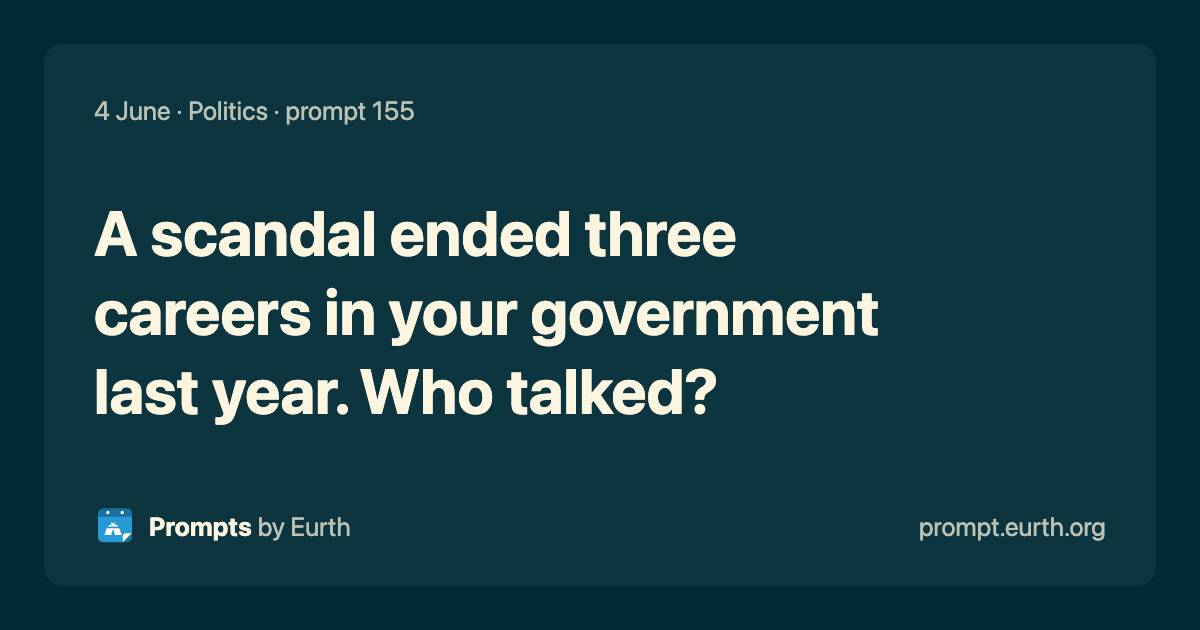 4 June · Politics · prompt 155
A scandal ended three
careers in your government
last year. Who talked?
Prompts by Eurth
prompt.eurth.org